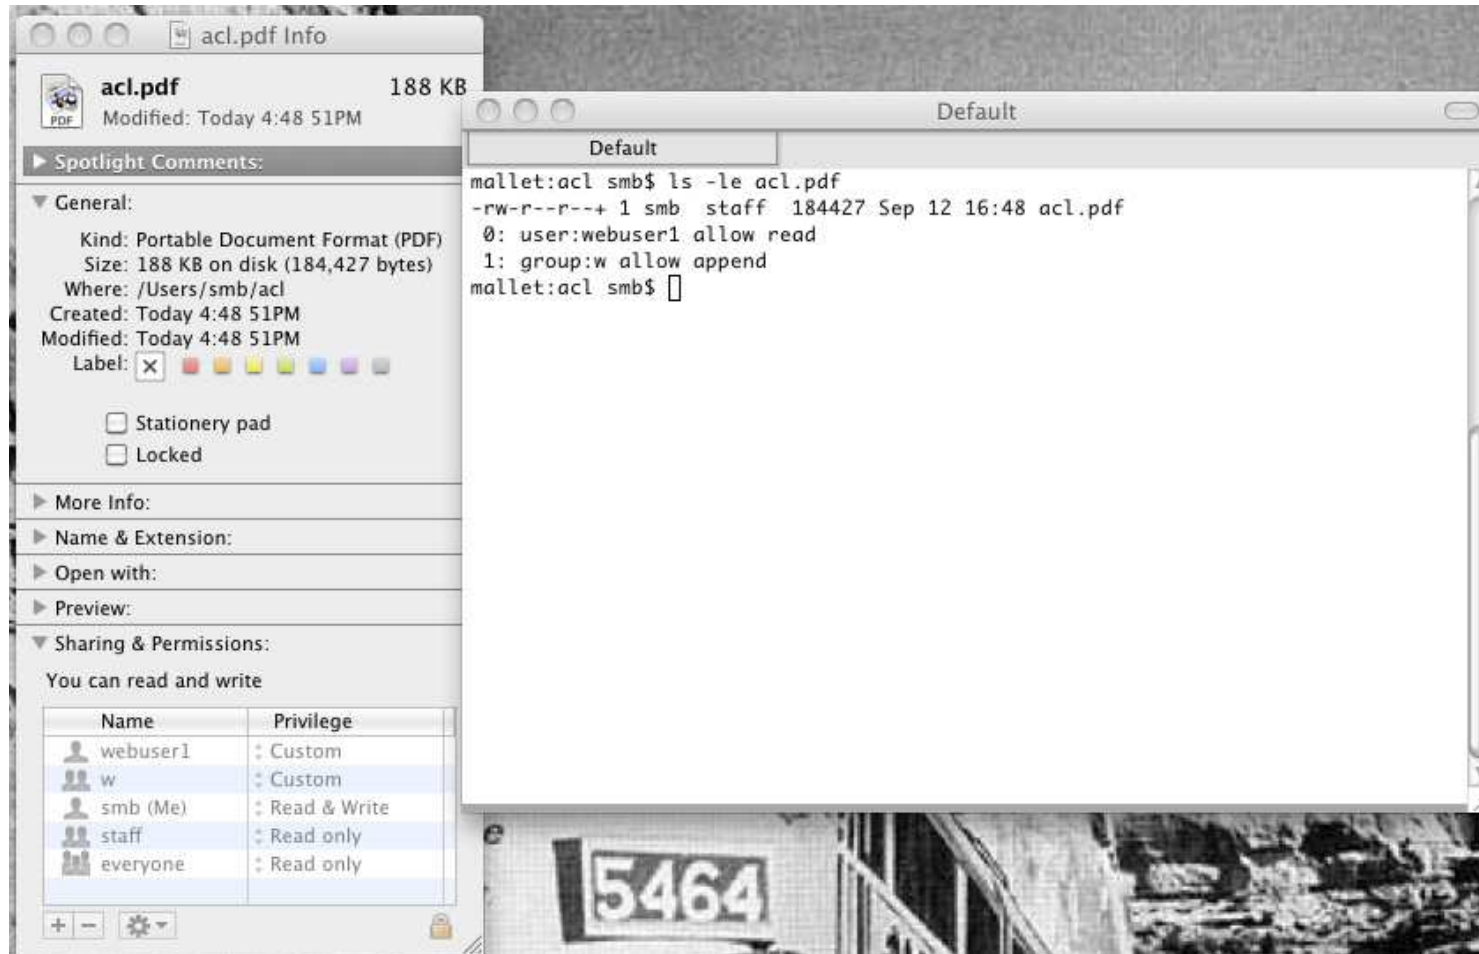 acl.pdf Info
acl.pdf 188 KB
PDF
Modified: Today 4:48 51PM
Spotlight Comments:
General:
Kind: Portable Document Format (PDF)
Size: 188 KB on disk (184,427 bytes)
Where: /Users/smb/acl
Created: Today 4:48 51PM
Modified: Today 4:48 51PM
Label:
Stationery pad
Locked
More Info:
Name & Extension:
Open with:
Preview:
Sharing & Permissions:
You can read and write
Name Privilege
webuser1 Custom
w Custom
smb (Me) Read & Write
staff Read only
everyone Read only
Default
Default
mallet:acl smb$ ls -le acl.pdf
-rw-r--r--+ 1 smb  staff  184427 Sep 12 16:48 acl.pdf
0: user:webuser1 allow read
1: group:w allow append
mallet:acl smb$
e
5464